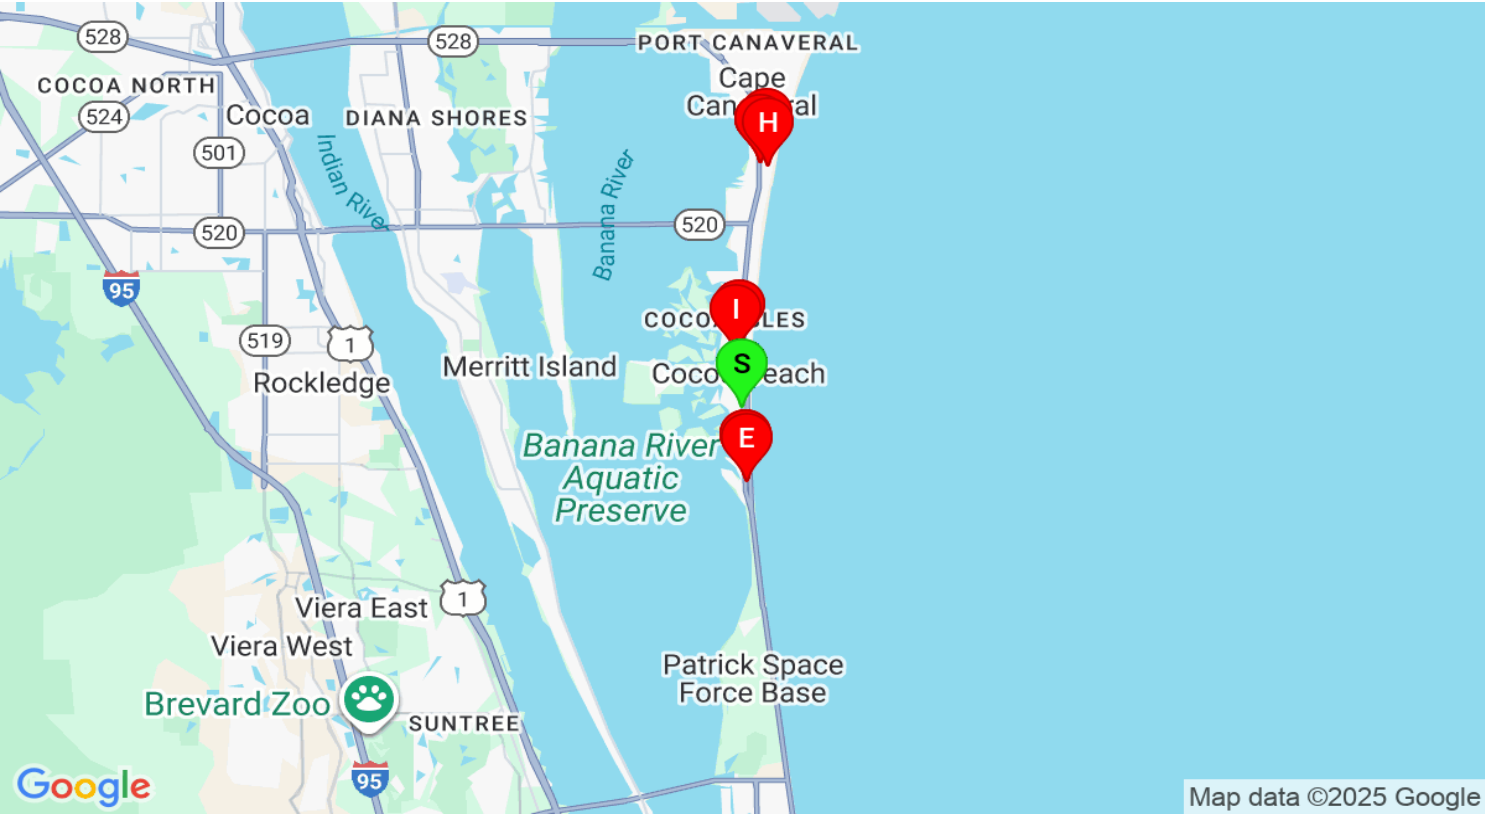 528
528
PORT CANAVERAL
COCOA NORTH
Cape
524
Cocoa
DIANA SHORES
H
501
Indian River
Banana River
520
520
95
I
519
1
S
Merritt Island
Rockledge
E
Banana River
Aquatic
Preserve
1
Viera East
Viera West
Patrick Space
Force Base
Brevard Zoo
SUNTREE
95
Google
Map data ©2025 Google